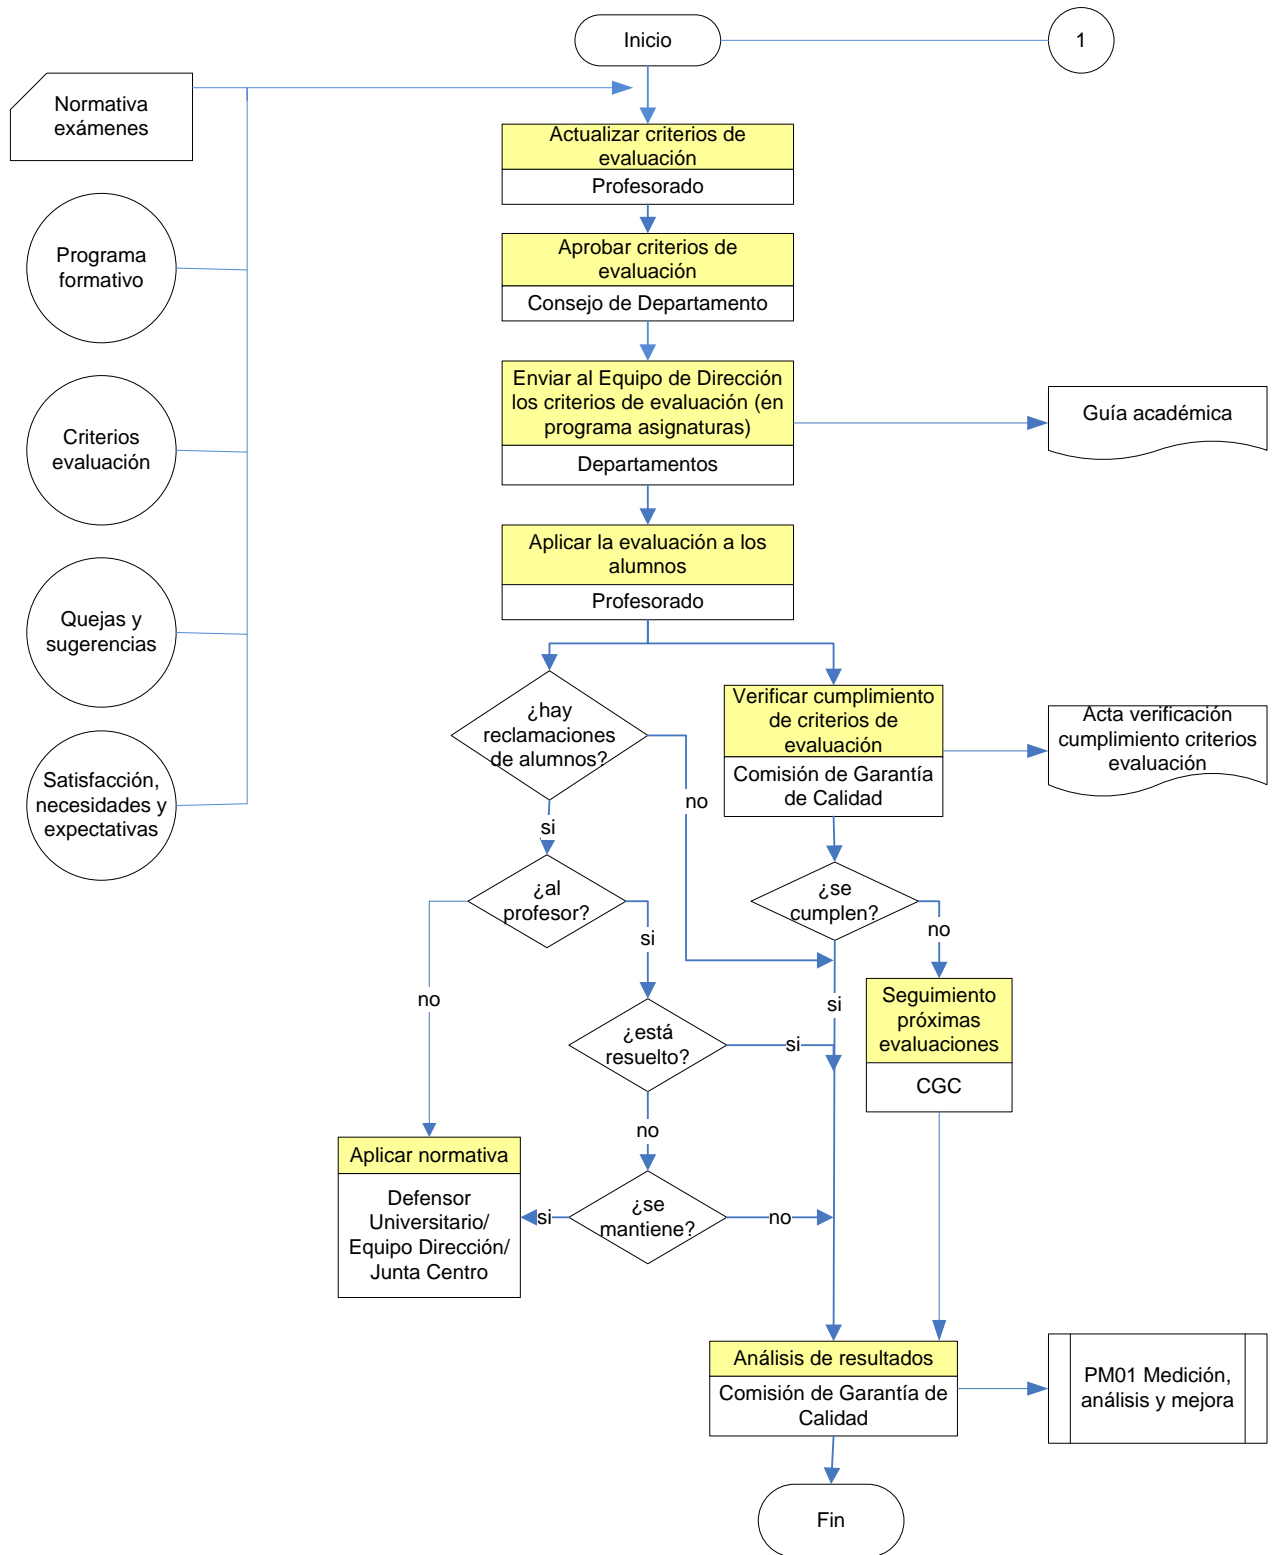 Inicio
1
Normativa
exámenes
Actualizar criterios de
evaluación
Profesorado
Programa
formativo
Aprobar criterios de
evaluación
Consejo de Departamento
Enviar al Equipo de Dirección
los criterios de evaluación (en
programa asignaturas)
Departamentos
Guía académica
Criterios
evaluación
Aplicar la evaluación a los
alumnos
Profesorado
Quejas y
sugerencias
¿hay
reclamaciones
de alumnos?
Verificar cumplimiento
de criterios de
evaluación
Comisión de Garantía
de Calidad
Acta verificación
cumplimiento criterios
evaluación
Satisfacción,
necesidades y
expectativas
no
si
¿al
profesor?
¿se
cumplen?
si
no
no
si
Seguimiento
próximas
evaluaciones
CGC
¿está
resuelto?
si
no
Aplicar normativa
Defensor
Universitario/
Equipo Dirección/
Junta Centro
si
¿se
mantiene?
no
Análisis de resultados
Comisión de Garantía de
Calidad
PM01 Medición,
análisis y mejora
Fin